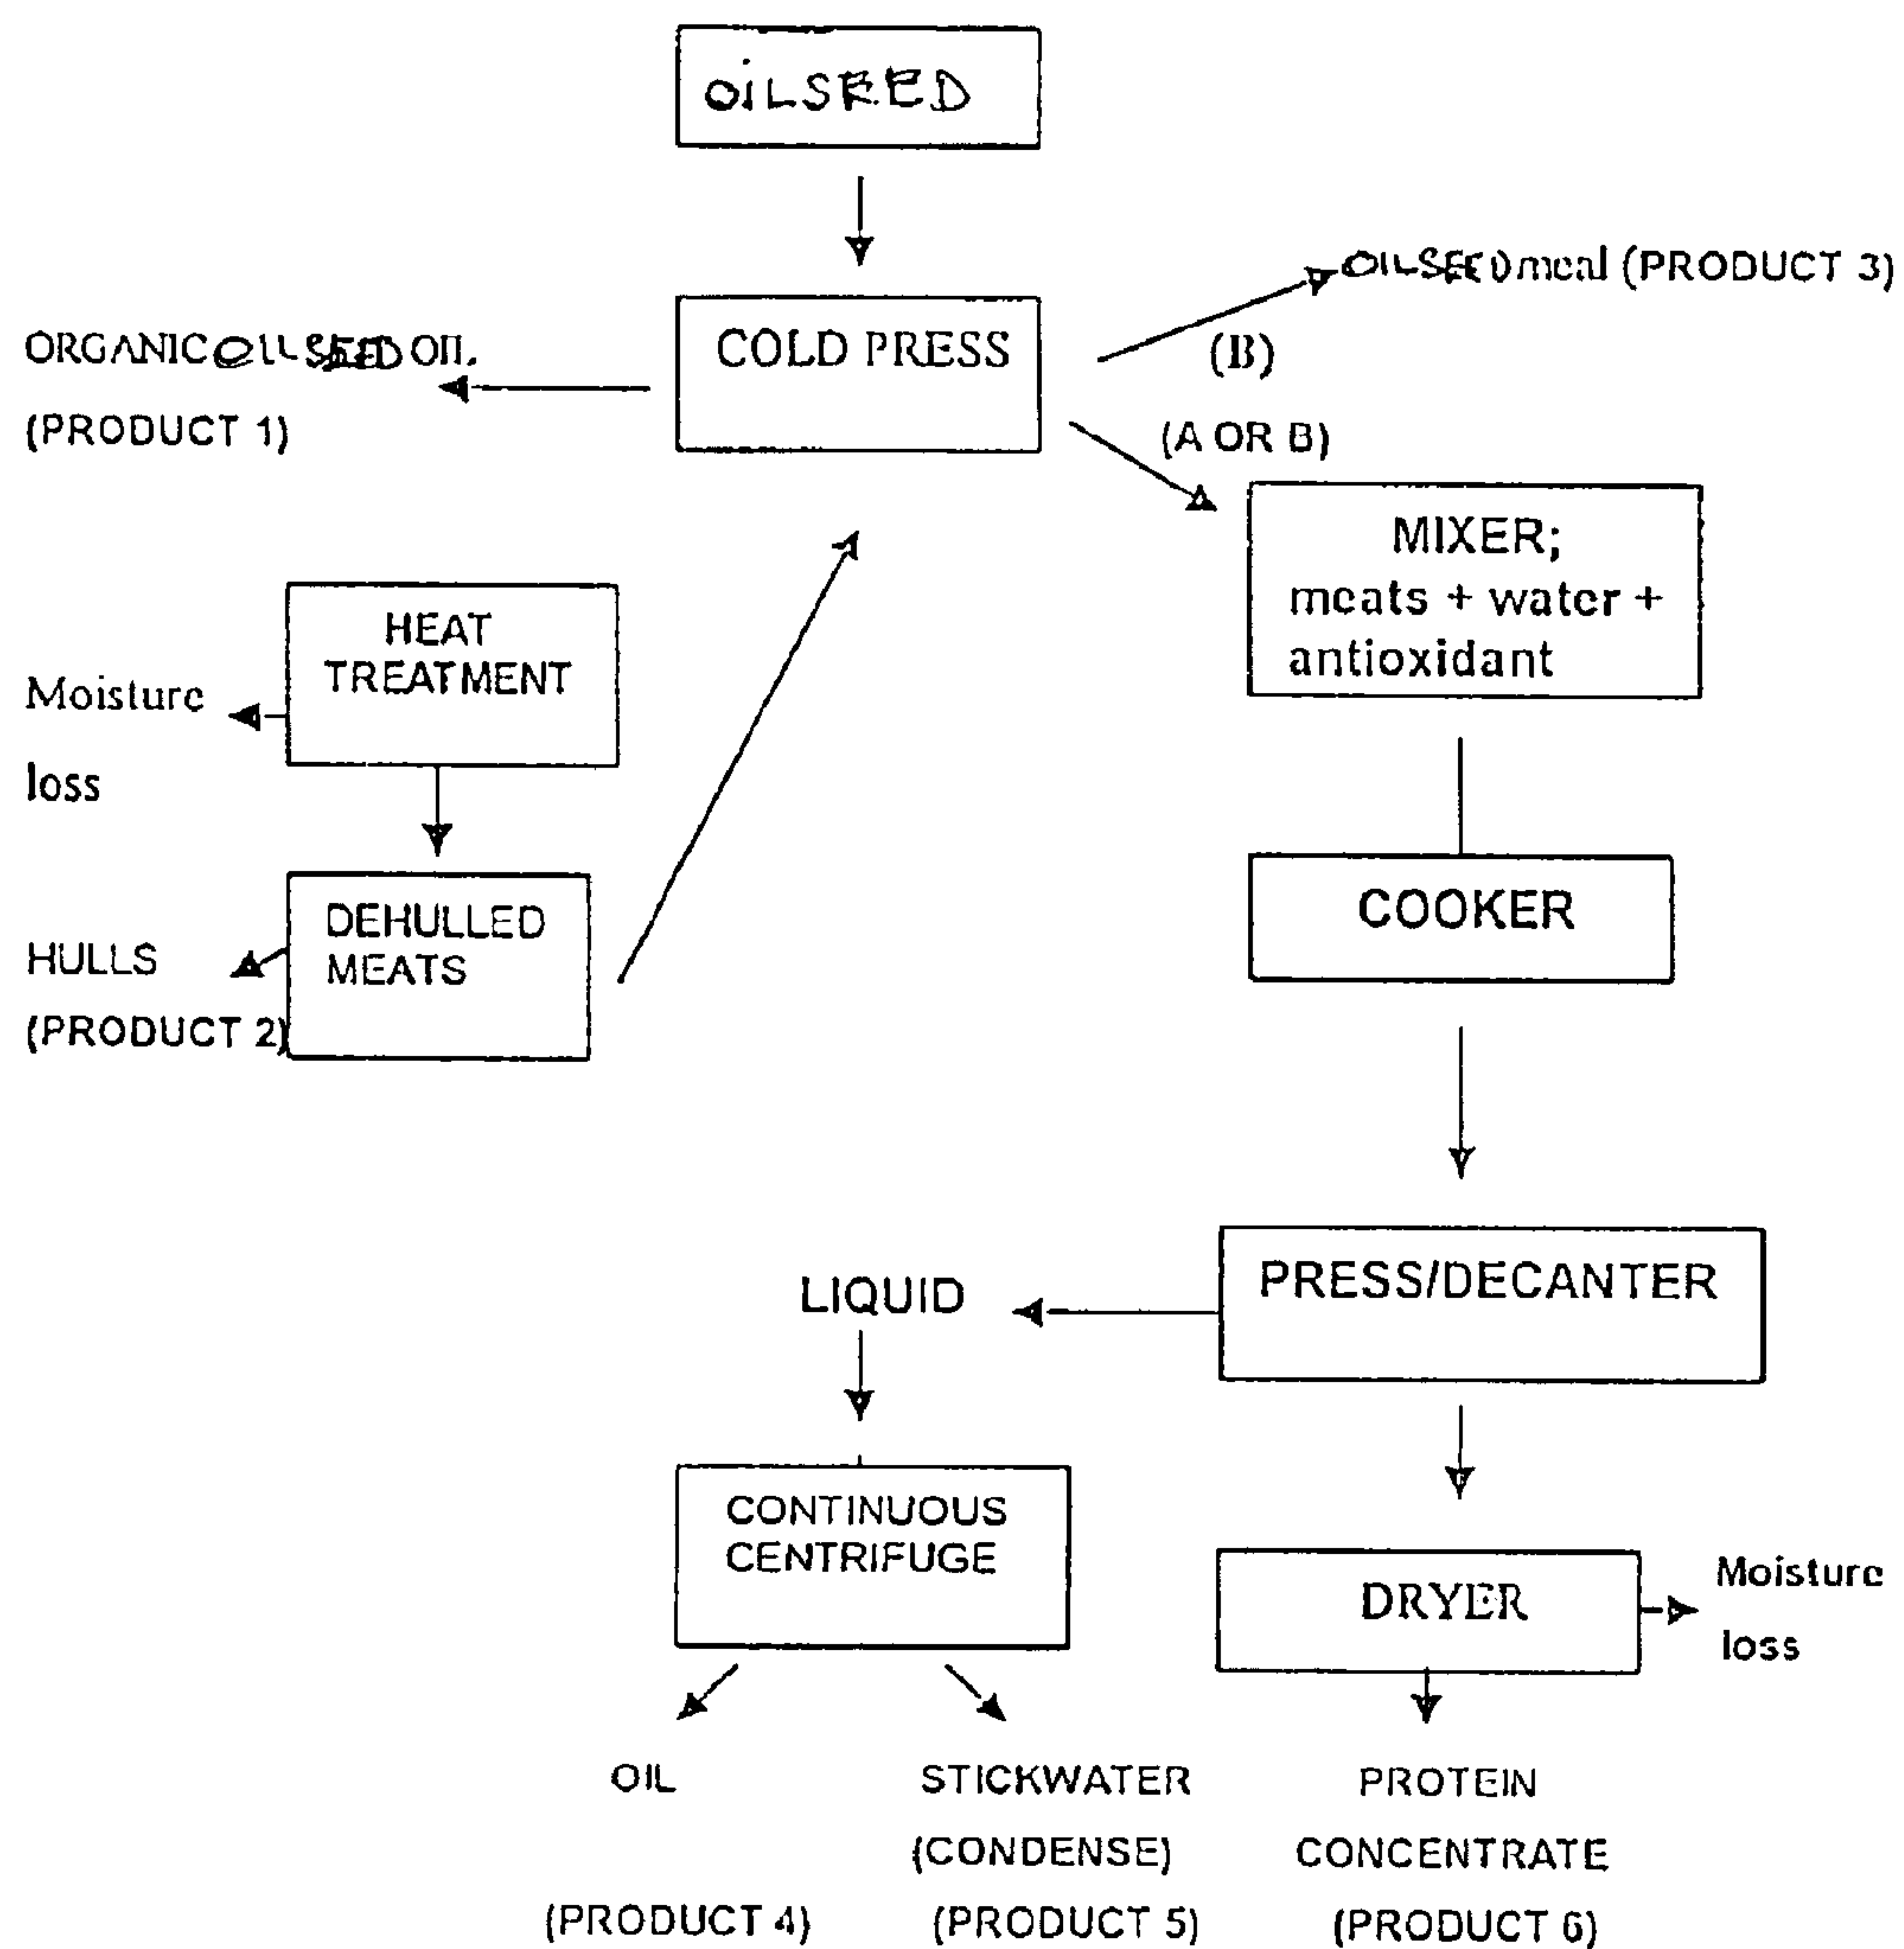 OiLSEED
OILSEED meal (PRODUCT 3)
COLD PRESS
ORGANIC OILSEED OIL
(PRODUCT 1)
(B)
(A OR B)
MIXER;
meats + water +
antioxidant
HEAT
TREATMENT
Moisture
loss
DEHULLED
MEATS
HULLS
(PRODUCT 2)
COOKER
PRESS/DECANTER
LIQUID
CONTINUOUS
CENTRIFUGE
DRYER
Moisture
loss
OIL
(PRODUCT 4)
STICKWATER
(CONDENSE)
(PRODUCT 5)
PROTEIN
CONCENTRATE
(PRODUCT 6)